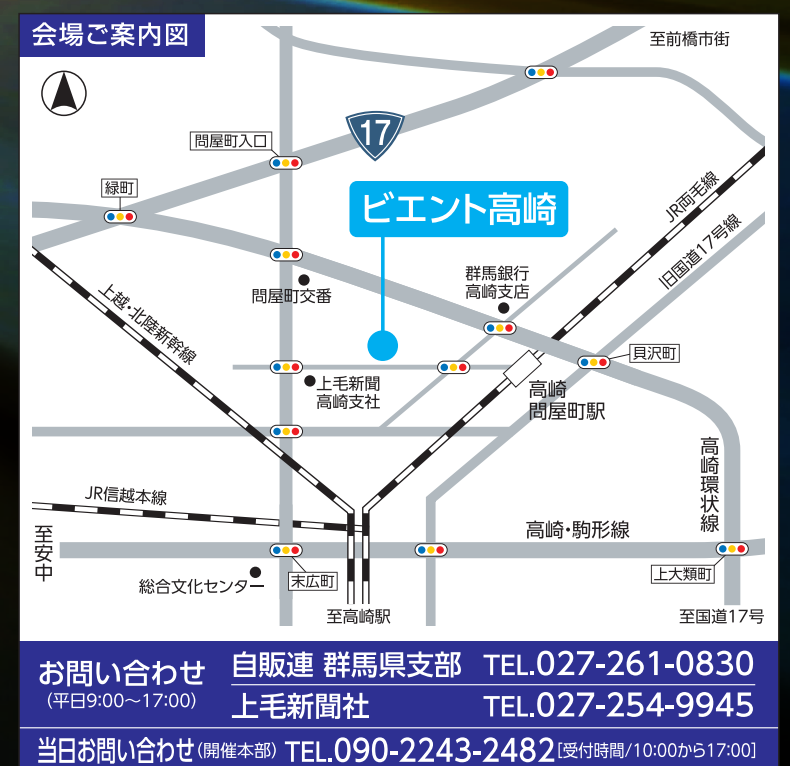 会場ご案内図
至前橋市街
17
問屋町入口
緑町
ビエント高崎
JR両毛線
旧国道17号線
群馬銀行
高崎支店
問屋町交番
上越・北陸新幹線
貝沢町
上毛新聞
高崎支社
高崎
問屋町駅
高崎環状線
JR信越本線
至安中
高崎・駒形線
総合文化センター
末広町
上大類町
至高崎駅
至国道17号
お問い合わせ
(平日9:00〜17:00)
自販連 群馬県支部 TEL.027-261-0830
上毛新聞社 TEL.027-254-9945
当日お問い合わせ(開催本部) TEL.090-2243-2482[受付時間/10:00から17:00]